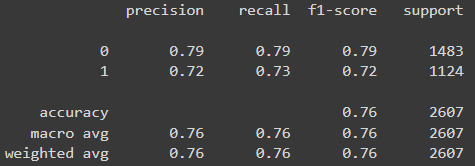 precision recall f1-score support
0 0.79 0.79 0.79 1483
1 0.72 0.73 0.72 1124
accuracy 0.76 2607
macro avg 0.76 0.76 0.76 2607
weighted avg 0.76 0.76 0.76 2607